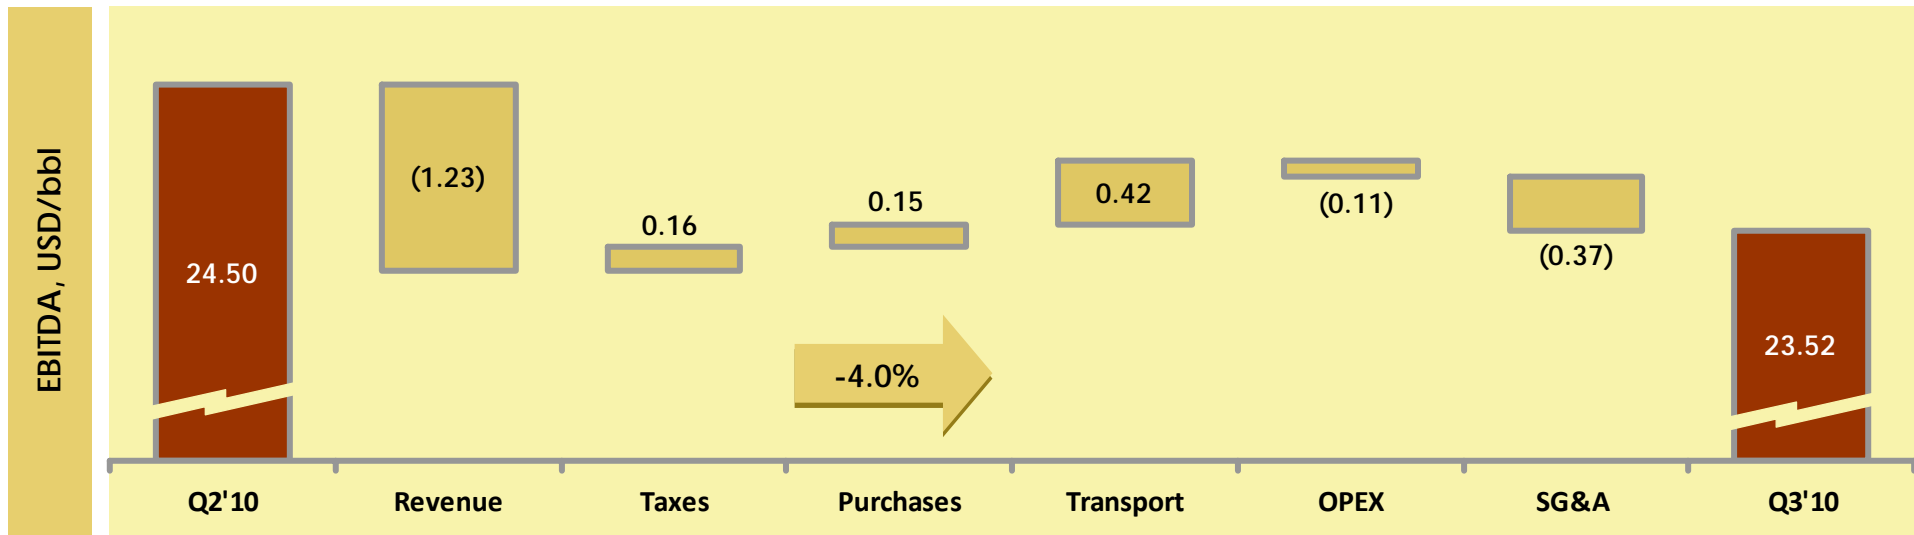 EBITDA, USD/bbl
24.50
(1.23)
0.16
0.15
0.42
(0.11)
(0.37)
23.52
-4.0%
Q2'10
Revenue
Taxes
Purchases
Transport
OPEX
SG&A
Q3'10